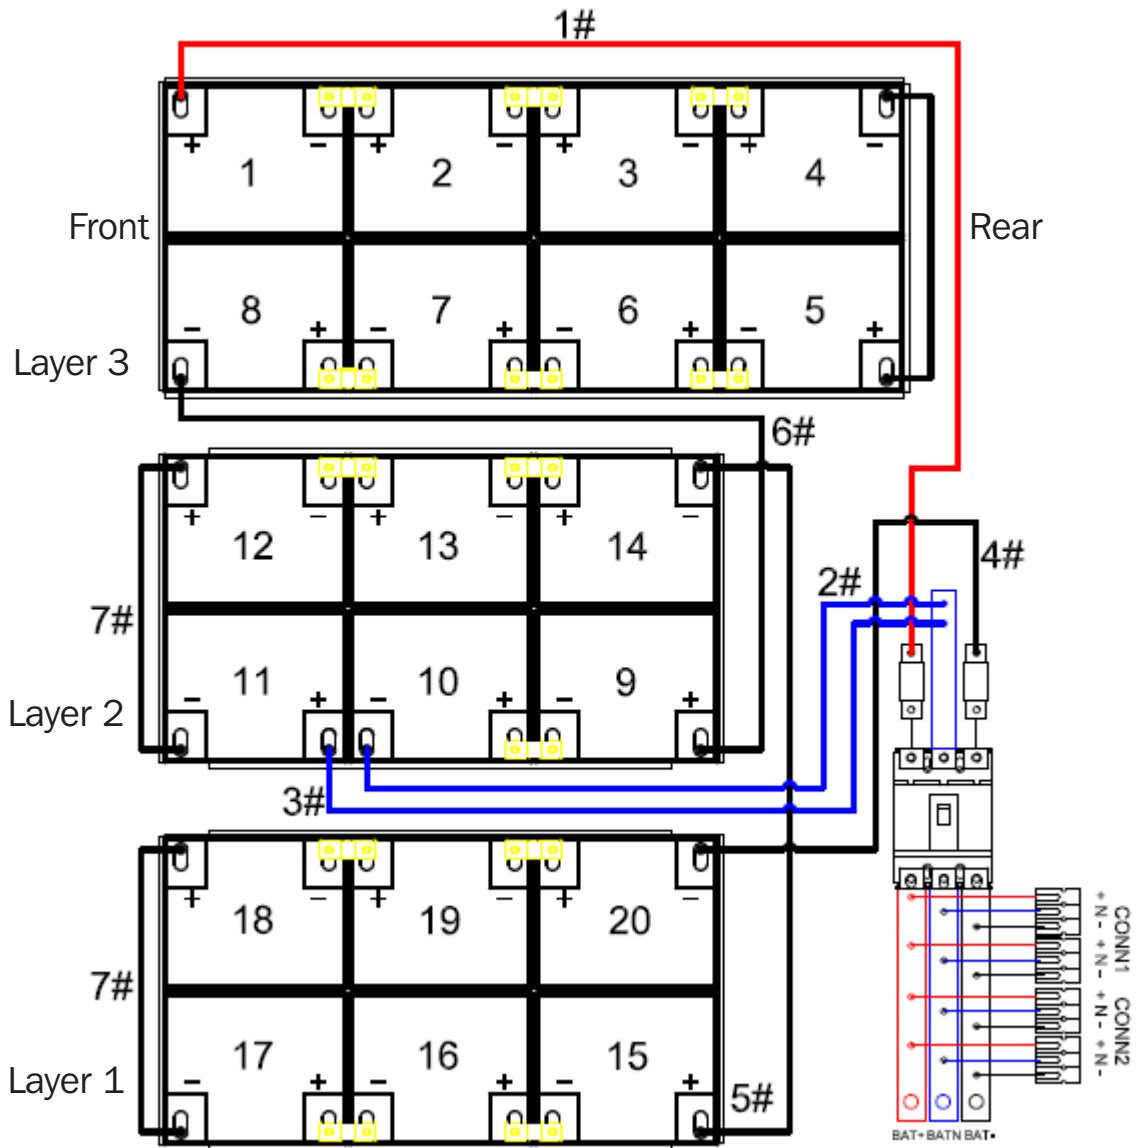 1#
+ - + - + - + -
1 2 3 4
Front Rear
8 7 6 5
- + - + - + - +
Layer 3
6#
+ - + - + -
12 13 14
4#
2#
7#
11 10 9
- + - +
Layer 2
3#
+ - + - + -
18 19 20
7#
17 16 15
- + - + - +
Layer 1
5#
+ N - + N - CONN1
+ N - + N - CONN2
BAT+ BATN BAT-